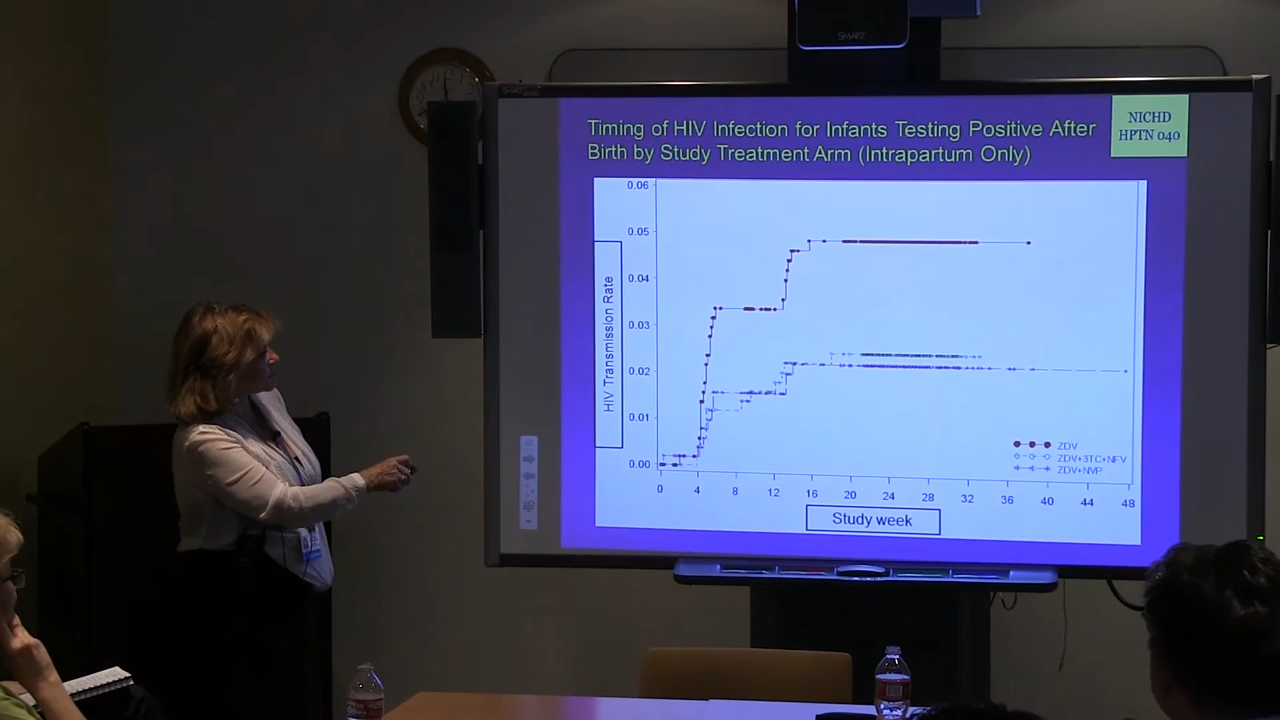 SMART
Timing of HIV Infection for Infants Testing Positive After
Birth by Study Treatment Arm (Intrapartum Only)
NICHD
HPTN 040
0.06
0.05
0.04
0.03
0.02
0.01
0.00
HIV Transmission Rate
0 4 8 12 16 20 24 28 32 36 40 44 48
Study week
ZDV
ZDV+3TC+NFV
ZDV+NVP